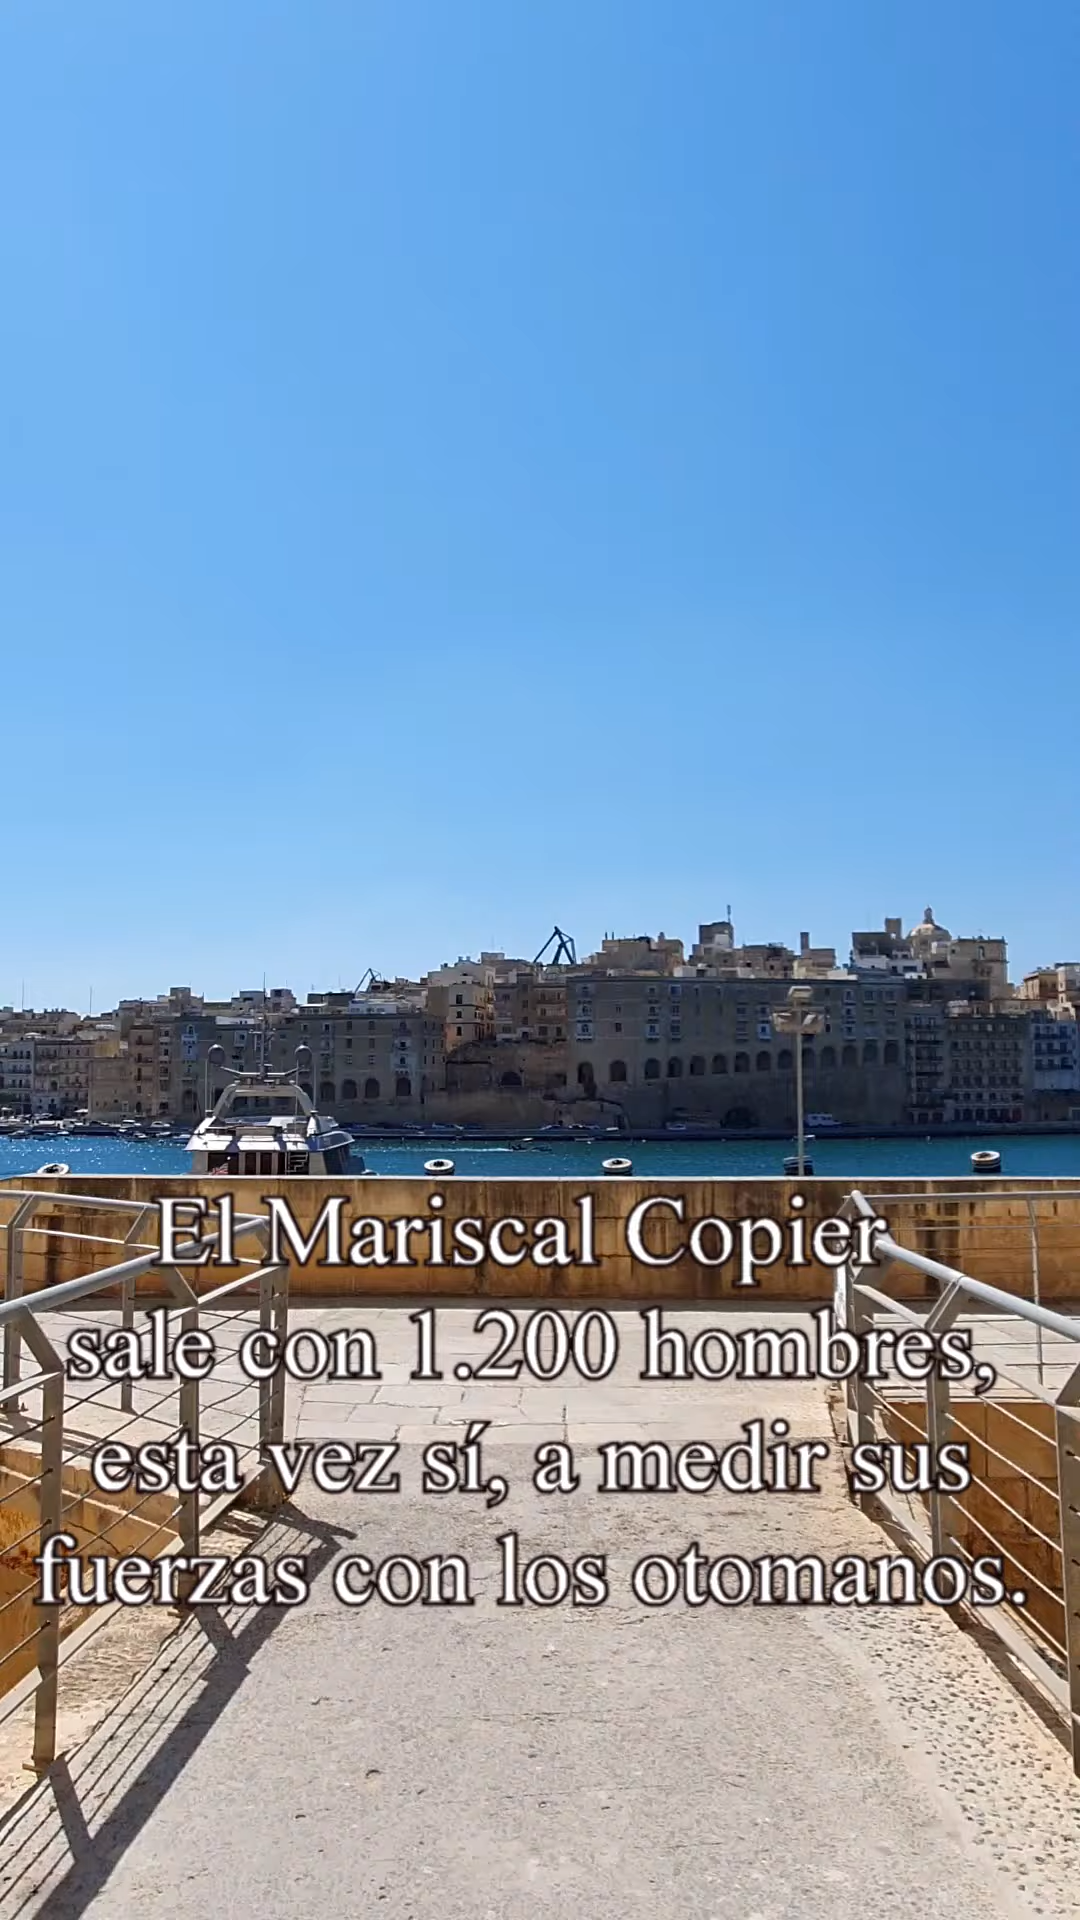 El Mariscal Copier
sale con 1.200 hombres,
esta vez sí, a medir sus
fuerzas con los otomanos.